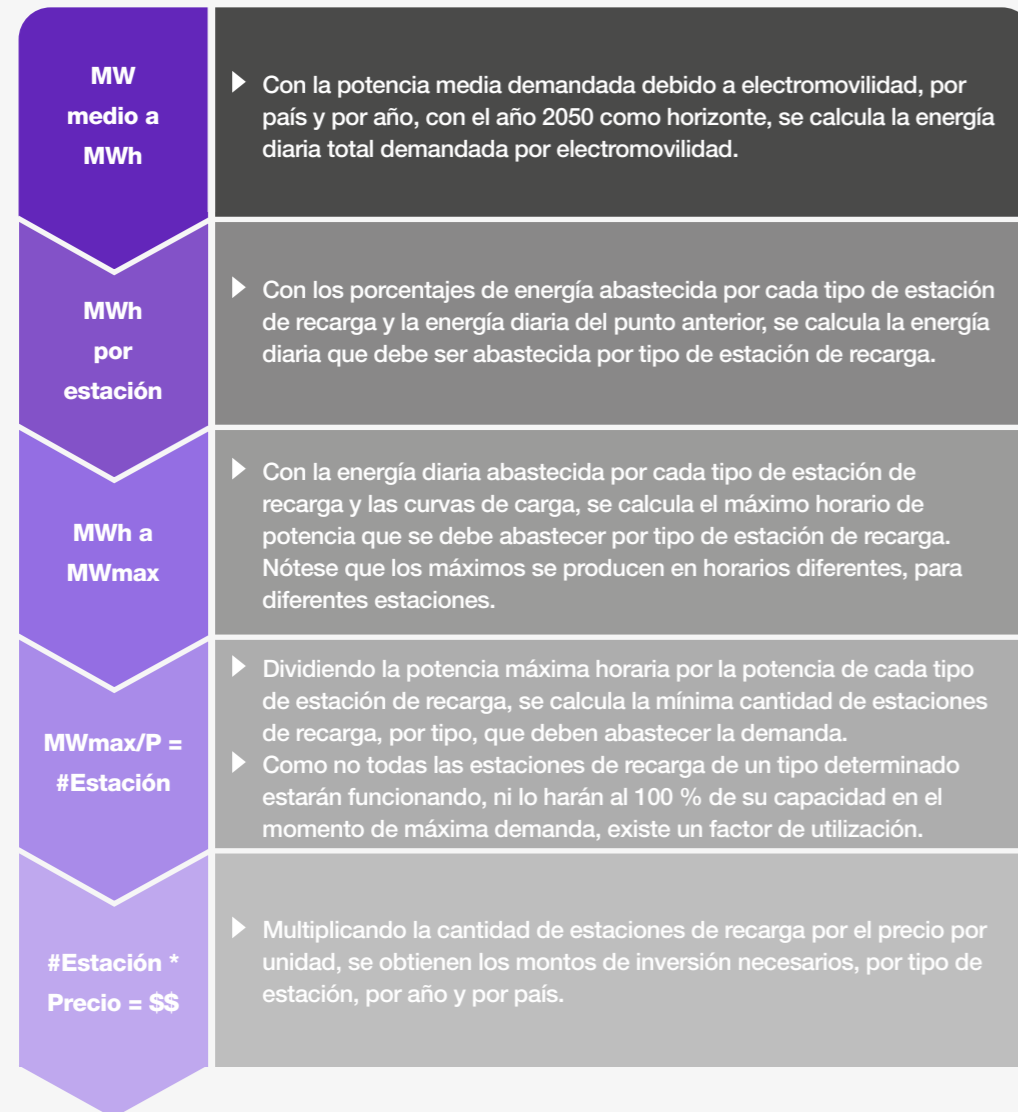 MW
medio a
MWh
Con la potencia media demandada debido a electromovilidad, por
país y por año, con el año 2050 como horizonte, se calcula la energía
diaria total demandada por electromovilidad.
MWh
por
estación
Con los porcentajes de energía abastecida por cada tipo de estación
de recarga y la energía diaria del punto anterior, se calcula la energía
diaria que debe ser abastecida por tipo de estación de recarga.
MWh a
MWmax
Con la energía diaria abastecida por cada tipo de estación de
recarga y las curvas de carga, se calcula el máximo horario de
potencia que se debe abastecer por tipo de estación de recarga.
Nótese que los máximos se producen en horarios diferentes, para
diferentes estaciones.
MWmax/P =
#Estación
Dividiendo la potencia máxima horaria por la potencia de cada tipo
de estación de recarga, se calcula la mínima cantidad de estaciones
de recarga, por tipo, que deben abastecer la demanda.
Como no todas las estaciones de recarga de un tipo determinado
estarán funcionando, ni lo harán al 100 % de su capacidad en el
momento de máxima demanda, existe un factor de utilización.
#Estación *
Precio = $$
Multiplicando la cantidad de estaciones de recarga por el precio por
unidad, se obtienen los montos de inversión necesarios, por tipo de
estación, por año y por país.